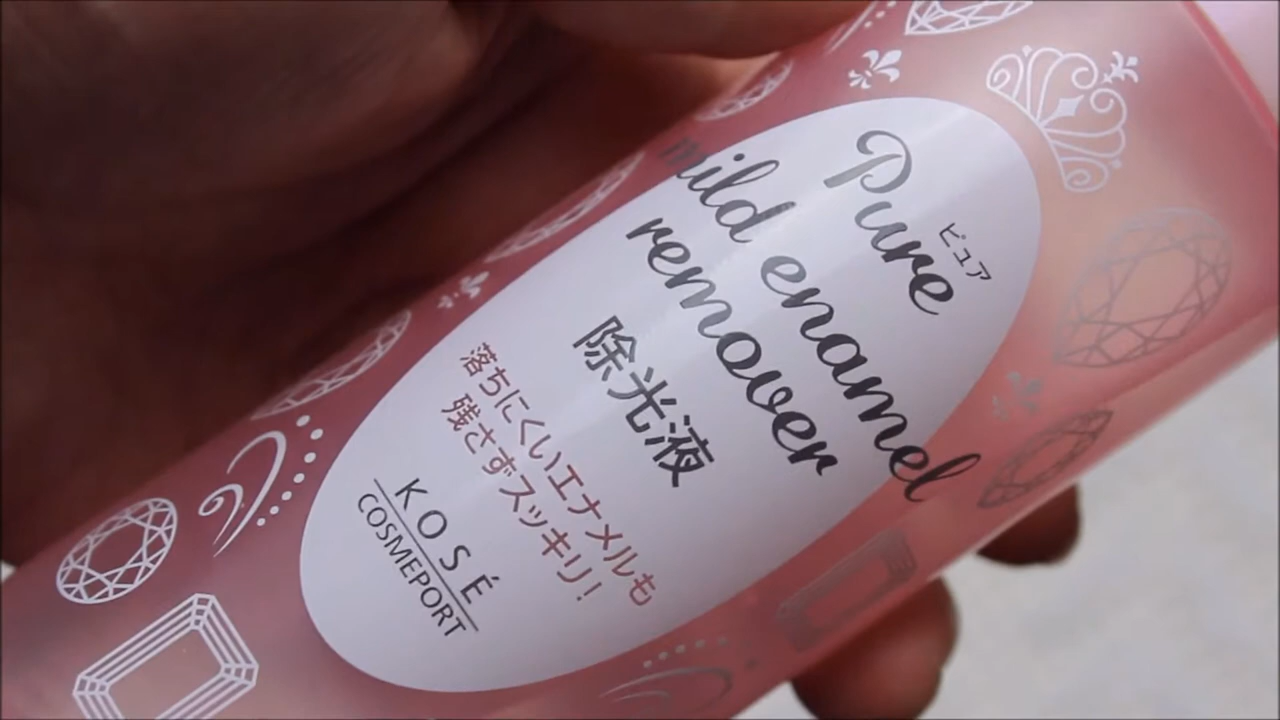 Pure
ピュア
mild enamel
remover
除光液
落ちにくいエナメルも
残さずスッキリ!
KOSÉ
COSMEPORT